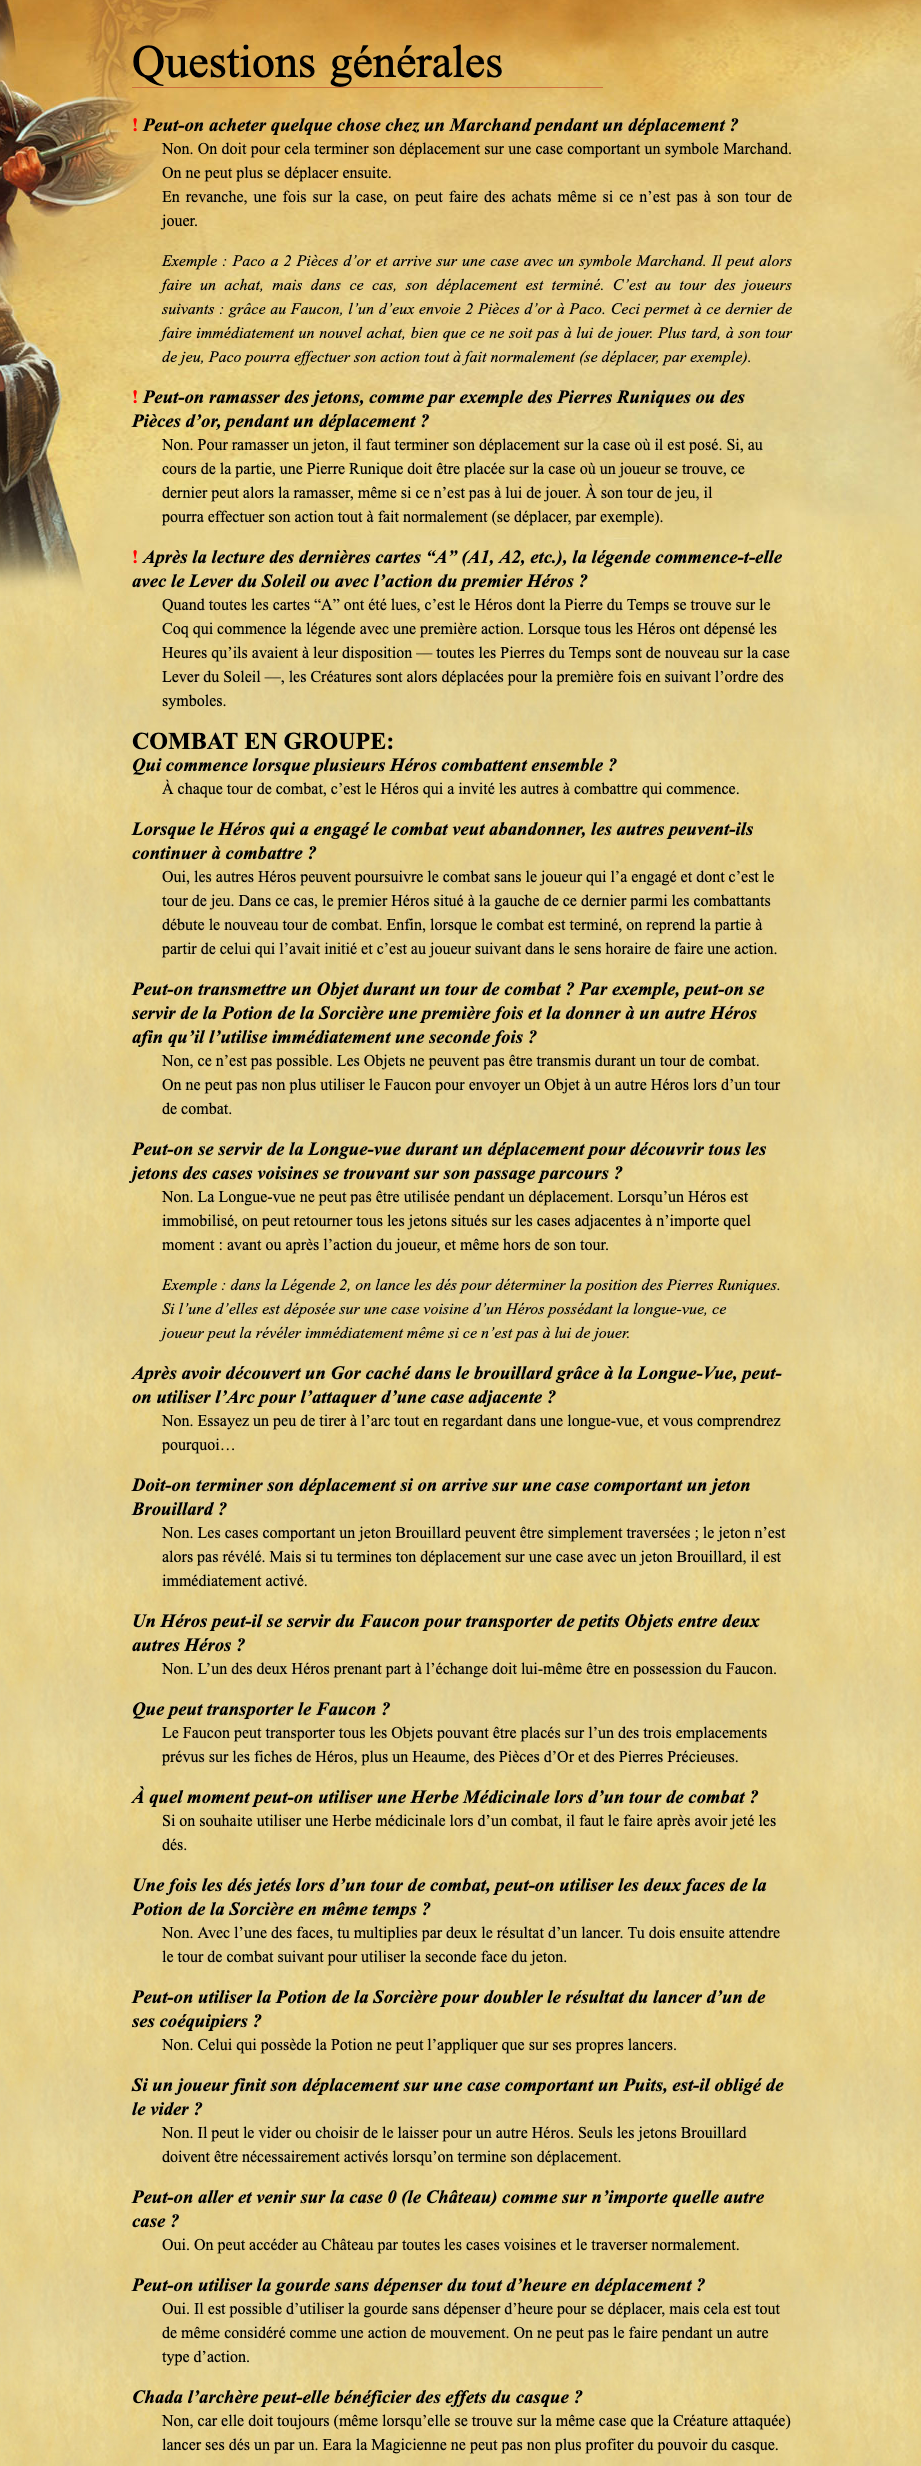 Questions générales
! Peut-on acheter quelque chose chez un Marchand pendant un déplacement ?
Non. On doit pour cela terminer son déplacement sur une case comportant un symbole Marchand.
On ne peut plus se déplacer ensuite.
En revanche, une fois sur la case, on peut faire des achats même si ce n’est pas à son tour de
jouer.
Exemple : Paco a 2 Pièces d’or et arrive sur une case avec un symbole Marchand. Il peut alors
faire un achat, mais dans ce cas, son déplacement est terminé. C’est au tour des joueurs
suivants : grâce au Faucon, l’un d’eux envoie 2 Pièces d’or à Paco. Ceci permet à ce dernier de
faire immédiatement un nouvel achat, bien que ce ne soit pas à lui de jouer. Plus tard, à son tour
de jeu, Paco pourra effectuer son action tout à fait normalement (se déplacer, par exemple).
! Peut-on ramasser des jetons, comme par exemple des Pierres Runiques ou des
Pièces d’or, pendant un déplacement ?
Non. Pour ramasser un jeton, il faut terminer son déplacement sur la case où il est posé. Si, au
cours de la partie, une Pierre Runique doit être placée sur la case où un joueur se trouve, ce
dernier peut alors la ramasser, même si ce n’est pas à lui de jouer. À son tour de jeu, il
pourra effectuer son action tout à fait normalement (se déplacer, par exemple).
! Après la lecture des dernières cartes “A” (A1, A2, etc.), la légende commence-t-elle
avec le Lever du Soleil ou avec l’action du premier Héros ?
Quand toutes les cartes “A” ont été lues, c’est le Héros dont la Pierre du Temps se trouve sur le
Coq qui commence la légende avec une première action. Lorsque tous les Héros ont dépensé les
Heures qu’ils avaient à leur disposition — toutes les Pierres du Temps sont de nouveau sur la case
Lever du Soleil —, les Créatures sont alors déplacées pour la première fois en suivant l’ordre des
symboles.
COMBAT EN GROUPE:
Qui commence lorsque plusieurs Héros combattent ensemble ?
À chaque tour de combat, c’est le Héros qui a invité les autres à combattre qui commence.
Lorsque le Héros qui a engagé le combat veut abandonner, les autres peuvent-ils
continuer à combattre ?
Oui, les autres Héros peuvent poursuivre le combat sans le joueur qui l’a engagé et dont c’est le
tour de jeu. Dans ce cas, le premier Héros situé à la gauche de ce dernier parmi les combattants
débute le nouveau tour de combat. Enfin, lorsque le combat est terminé, on reprend la partie à
partir de celui qui l’avait initié et c’est au joueur suivant dans le sens horaire de faire une action.
Peut-on transmettre un Objet durant un tour de combat ? Par exemple, peut-on se
servir de la Potion de la Sorcière une première fois et la donner à un autre Héros
afin qu’il l’utilise immédiatement une seconde fois ?
Non, ce n’est pas possible. Les Objets ne peuvent pas être transmis durant un tour de combat.
On ne peut pas non plus utiliser le Faucon pour envoyer un Objet à un autre Héros lors d’un tour
de combat.
Peut-on se servir de la Longue-vue durant un déplacement pour découvrir tous les
jetons des cases voisines se trouvant sur son passage parcours ?
Non. La Longue-vue ne peut pas être utilisée pendant un déplacement. Lorsqu’un Héros est
immobilisé, on peut retourner tous les jetons situés sur les cases adjacentes à n’importe quel
moment : avant ou après l’action du joueur, et même hors de son tour.
Exemple : dans la Légende 2, on lance les dés pour déterminer la position des Pierres Runiques.
Si l’une d’elles est déposée sur une case voisine d’un Héros possédant la longue-vue, ce
joueur peut la révéler immédiatement même si ce n’est pas à lui de jouer.
Après avoir découvert un Gor caché dans le brouillard grâce à la Longue-Vue, peut-
on utiliser l’Arc pour l’attaquer d’une case adjacente ?
Non. Essayez un peu de tirer à l’arc tout en regardant dans une longue-vue, et vous comprendrez
pourquoi…
Doit-on terminer son déplacement si on arrive sur une case comportant un jeton
Brouillard ?
Non. Les cases comportant un jeton Brouillard peuvent être simplement traversées ; le jeton n’est
alors pas révélé. Mais si tu termines ton déplacement sur une case avec un jeton Brouillard, il est
immédiatement activé.
Un Héros peut-il se servir du Faucon pour transporter de petits Objets entre deux
autres Héros ?
Non. L’un des deux Héros prenant part à l’échange doit lui-même être en possession du Faucon.
Que peut transporter le Faucon ?
Le Faucon peut transporter tous les Objets pouvant être placés sur l’un des trois emplacements
prévus sur les fiches de Héros, plus un Heaume, des Pièces d’Or et des Pierres Précieuses.
À quel moment peut-on utiliser une Herbe Médicinale lors d’un tour de combat ?
Si on souhaite utiliser une Herbe médicinale lors d’un combat, il faut le faire après avoir jeté les
dés.
Une fois les dés jetés lors d’un tour de combat, peut-on utiliser les deux faces de la
Potion de la Sorcière en même temps ?
Non. Avec l’une des faces, tu multiplies par deux le résultat d’un lancer. Tu dois ensuite attendre
le tour de combat suivant pour utiliser la seconde face du jeton.
Peut-on utiliser la Potion de la Sorcière pour doubler le résultat du lancer d’un de
ses coéquipiers ?
Non. Celui qui possède la Potion ne peut l’appliquer que sur ses propres lancers.
Si un joueur finit son déplacement sur une case comportant un Puits, est-il obligé de
le vider ?
Non. Il peut le vider ou choisir de le laisser pour un autre Héros. Seuls les jetons Brouillard
doivent être nécessairement activés lorsqu’on termine son déplacement.
Peut-on aller et venir sur la case 0 (le Château) comme sur n’importe quelle autre
case ?
Oui. On peut accéder au Château par toutes les cases voisines et le traverser normalement.
Peut-on utiliser la gourde sans dépenser du tout d’heure en déplacement ?
Oui. Il est possible d’utiliser la gourde sans dépenser d’heure pour se déplacer, mais cela est tout
de même considéré comme une action de mouvement. On ne peut pas le faire pendant un autre
type d’action.
Chada l’archère peut-elle bénéficier des effets du casque ?
Non, car elle doit toujours (même lorsqu’elle se trouve sur la même case que la Créature attaquée)
lancer ses dés un par un. Eara la Magicienne ne peut pas non plus profiter du pouvoir du casque.